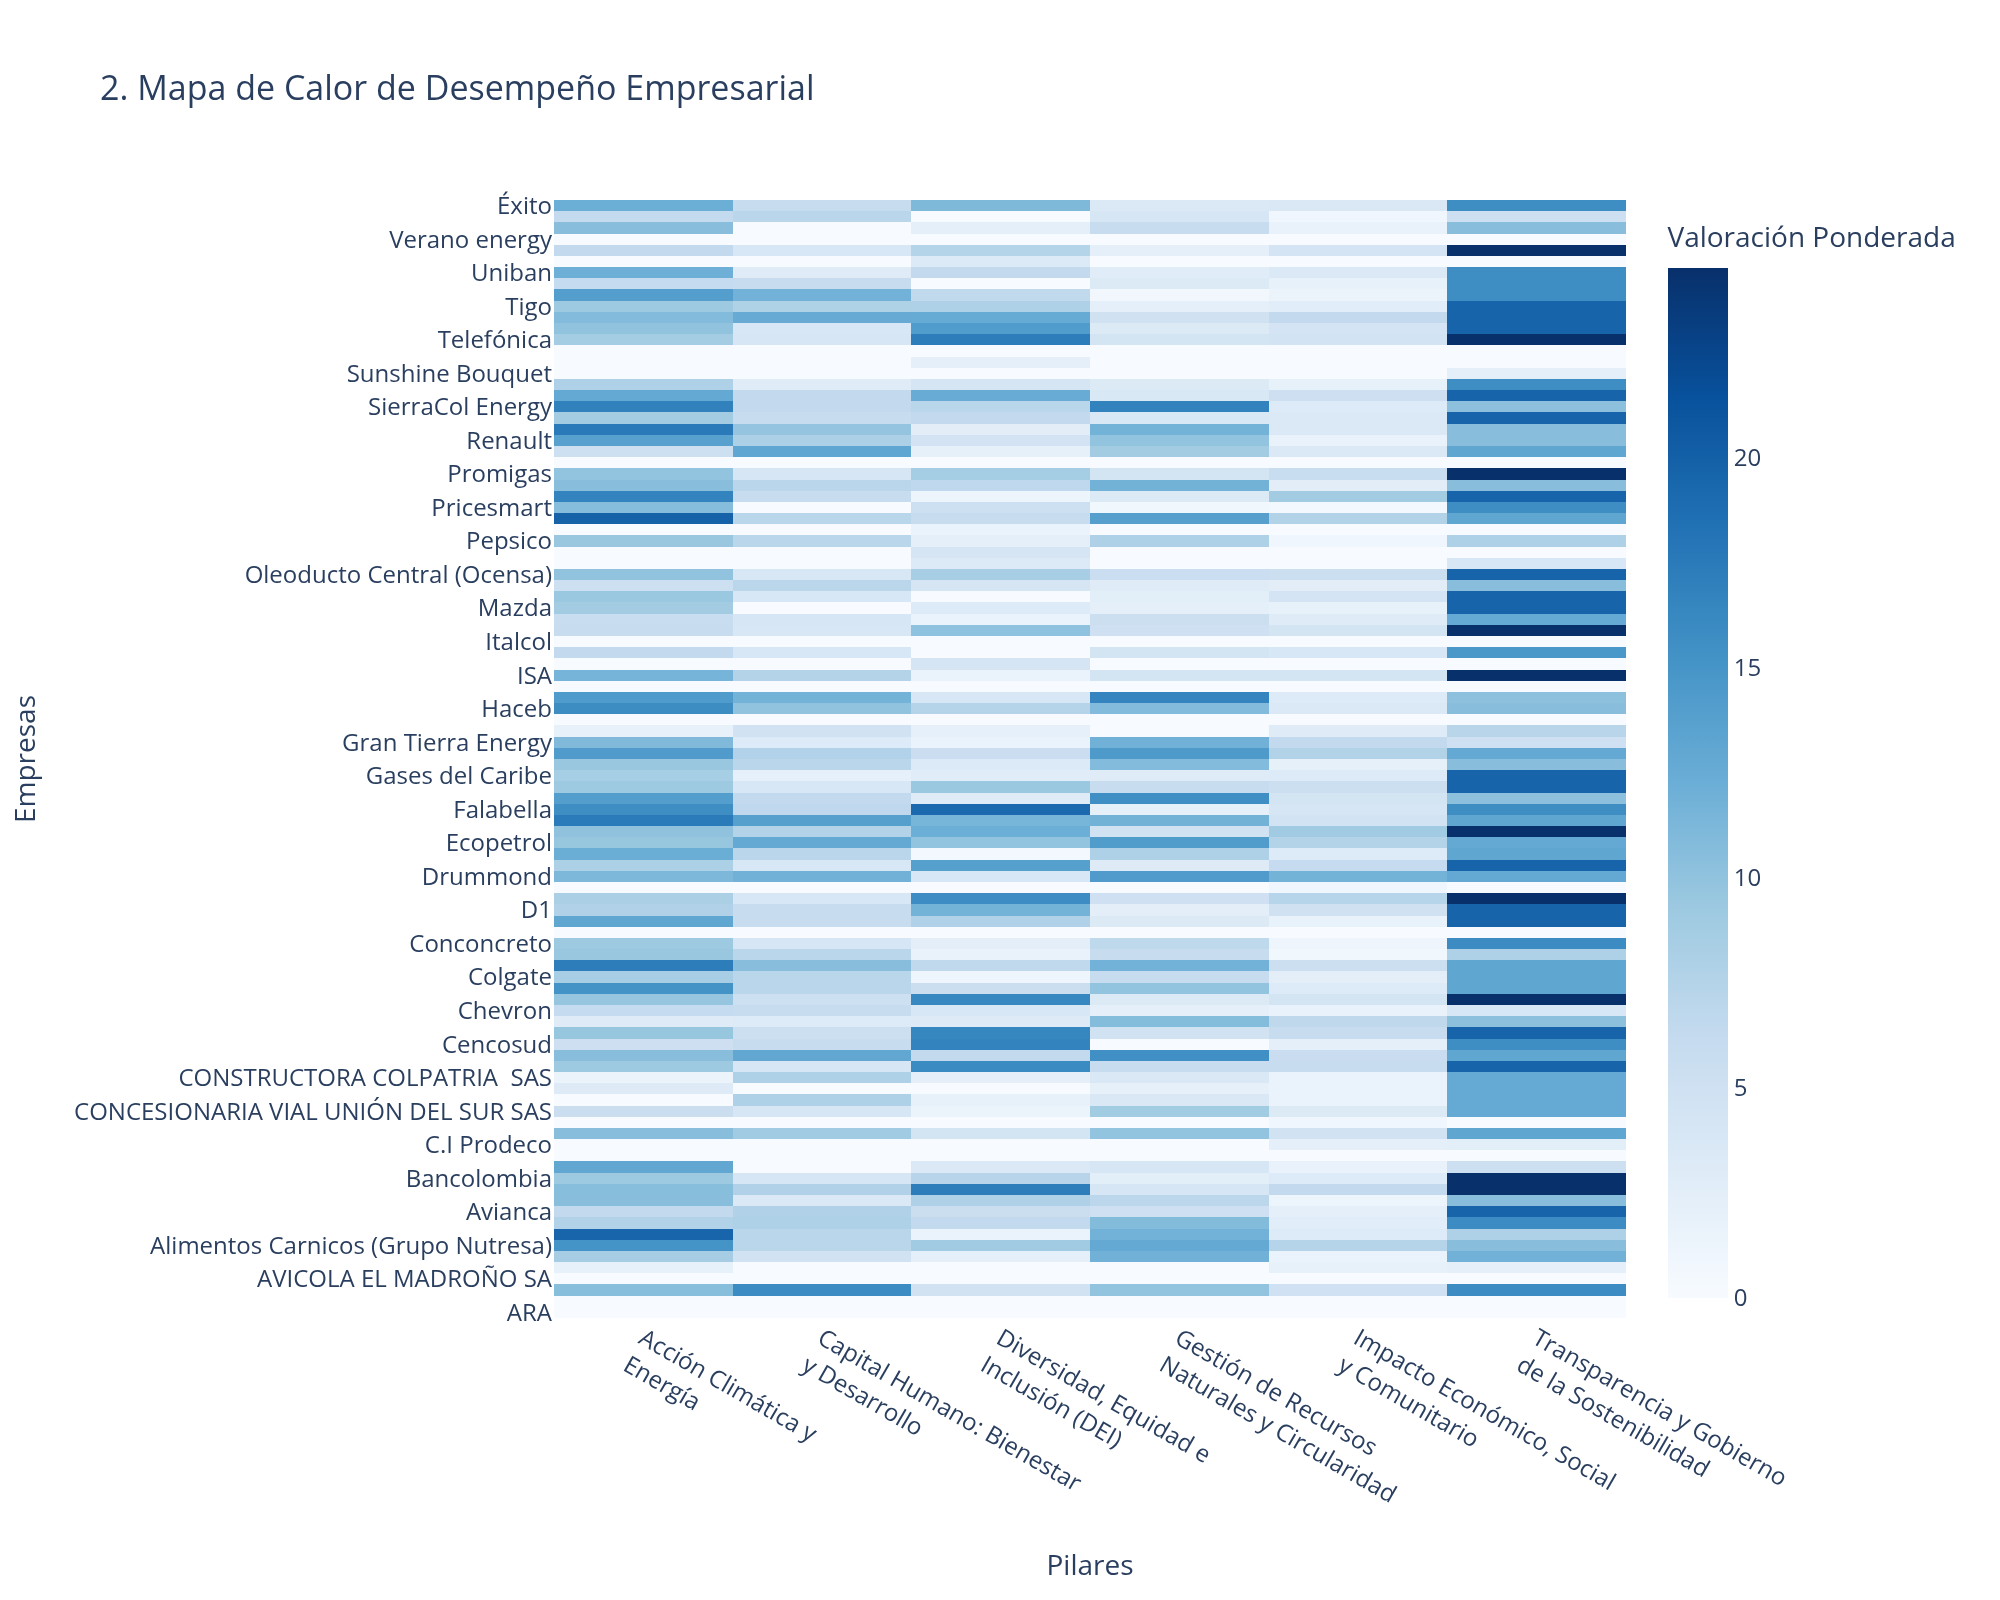 2. Mapa de Calor de Desempeño Empresarial
Valoración Ponderada
20
15
10
5
0
Empresas
Éxito
Verano energy
Uniban
Tigo
Telefónica
Sunshine Bouquet
SierraCol Energy
Renault
Promigas
Pricesmart
Pepsico
Oleoducto Central (Ocensa)
Mazda
Italcol
ISA
Haceb
Gran Tierra Energy
Gases del Caribe
Falabella
Ecopetrol
Drummond
D1
Conconcreto
Colgate
Chevron
Cencosud
CONSTRUCTORA COLPATRIA  SAS
CONCESIONARIA VIAL UNIÓN DEL SUR SAS
C.I Prodeco
Bancolombia
Avianca
Alimentos Carnicos (Grupo Nutresa)
AVICOLA EL MADROÑO SA
ARA
Acción Climática y
Energía
Capital Humano: Bienestar
y Desarrollo
Diversidad, Equidad e
Inclusión (DEI)
Gestión de Recursos
Naturales y Circularidad
Impacto Económico, Social
y Comunitario
Transparencia y Gobierno
de la Sostenibilidad
Pilares